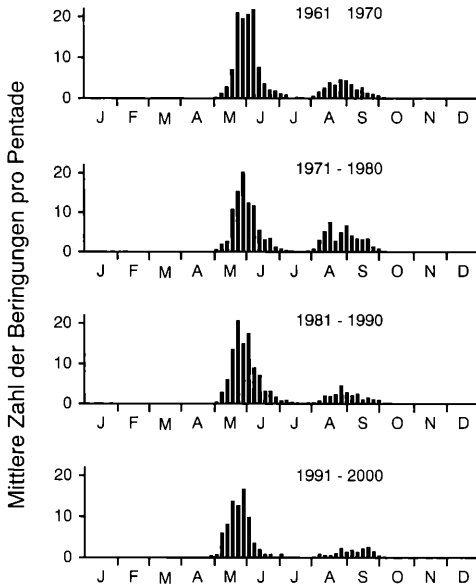 Mittlere Zahl der Beringungen pro Pentade
1961 - 1970
20
10
0
J F M A M J J A S O N D
1971 - 1980
20
10
0
J F M A M J J A S O N D
1981 - 1990
20
10
0
J F M A M J J A S O N D
1991 - 2000
20
10
0
J F M A M J J A S O N D